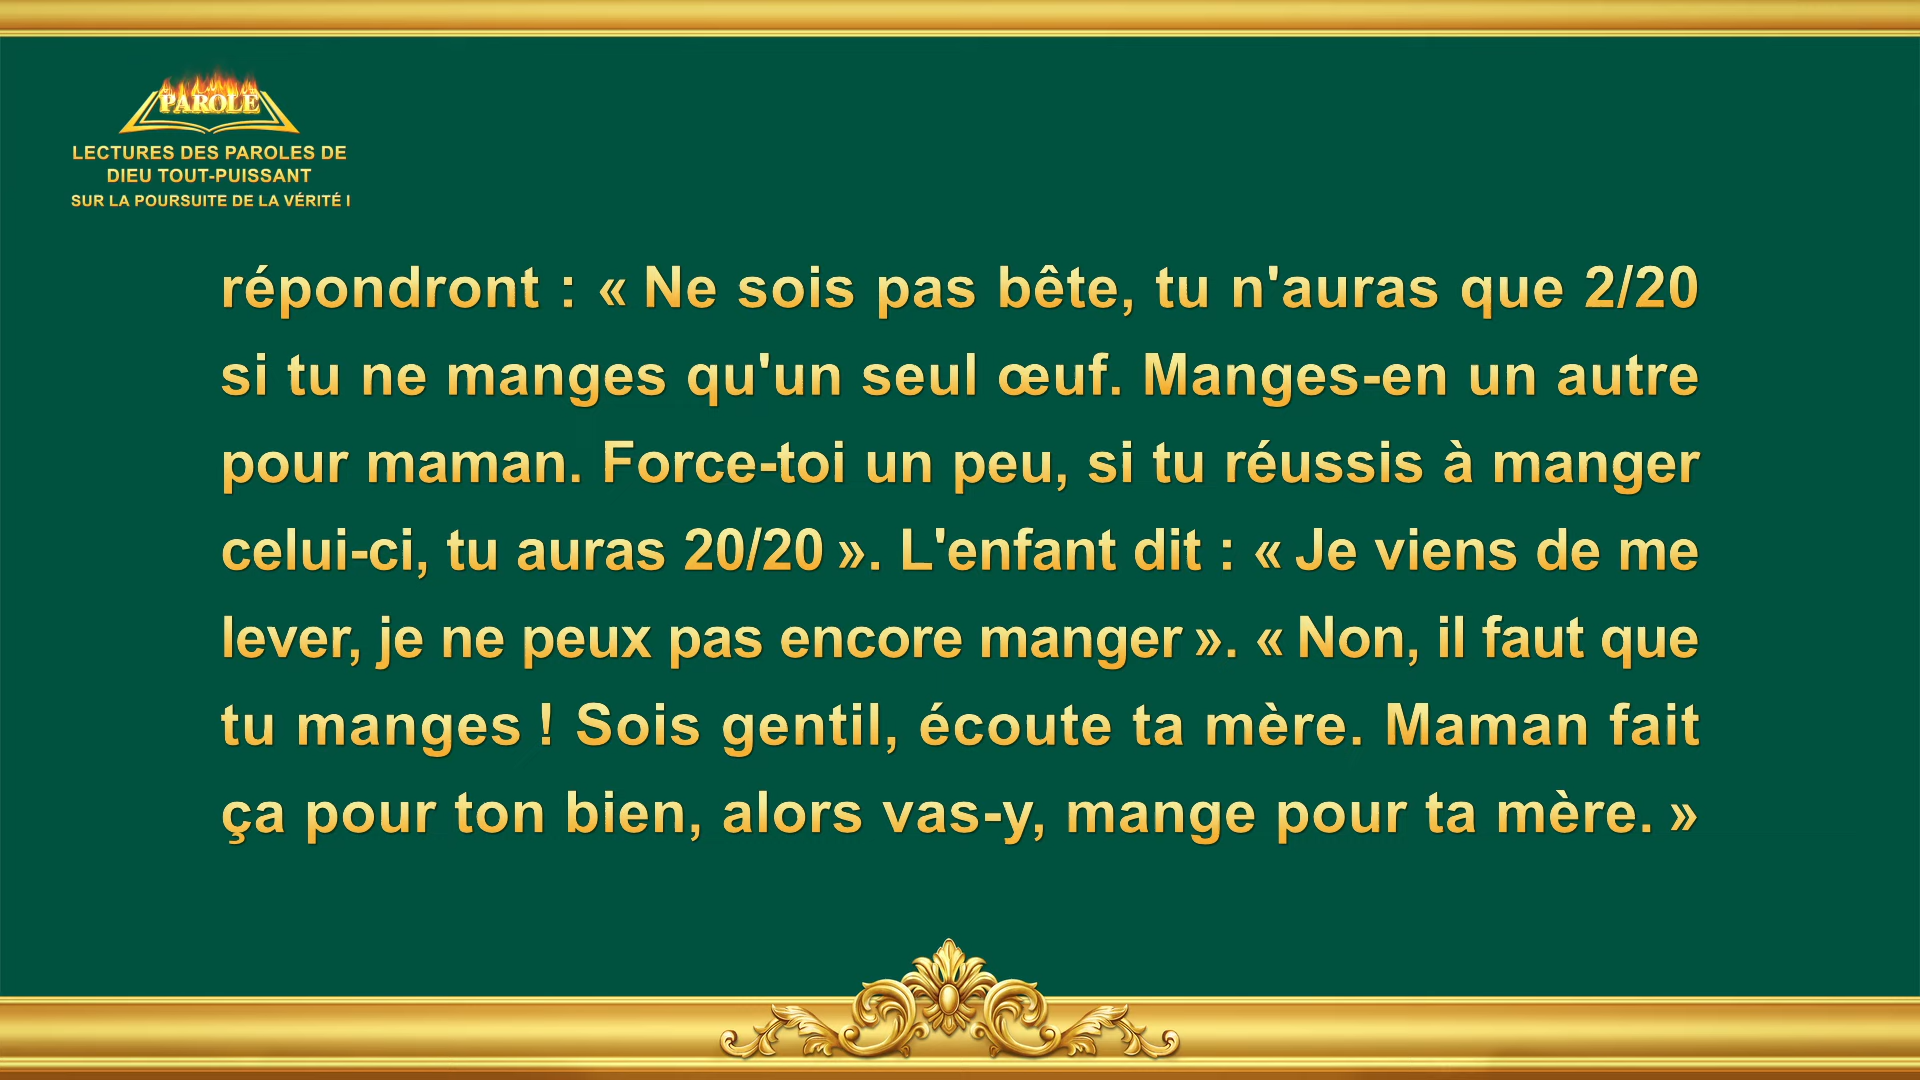 PAROLE
LECTURES DES PAROLES DE
DIEU TOUT-PUISSANT
SUR LA POURSUITE DE LA VÉRITÉ I
répondront : « Ne sois pas bête, tu n'auras que 2/20
si tu ne manges qu'un seul œuf. Manges-en un autre
pour maman. Force-toi un peu, si tu réussis à manger
celui-ci, tu auras 20/20 ». L'enfant dit : « Je viens de me
lever, je ne peux pas encore manger ». « Non, il faut que
tu manges ! Sois gentil, écoute ta mère. Maman fait
ça pour ton bien, alors vas-y, mange pour ta mère. »